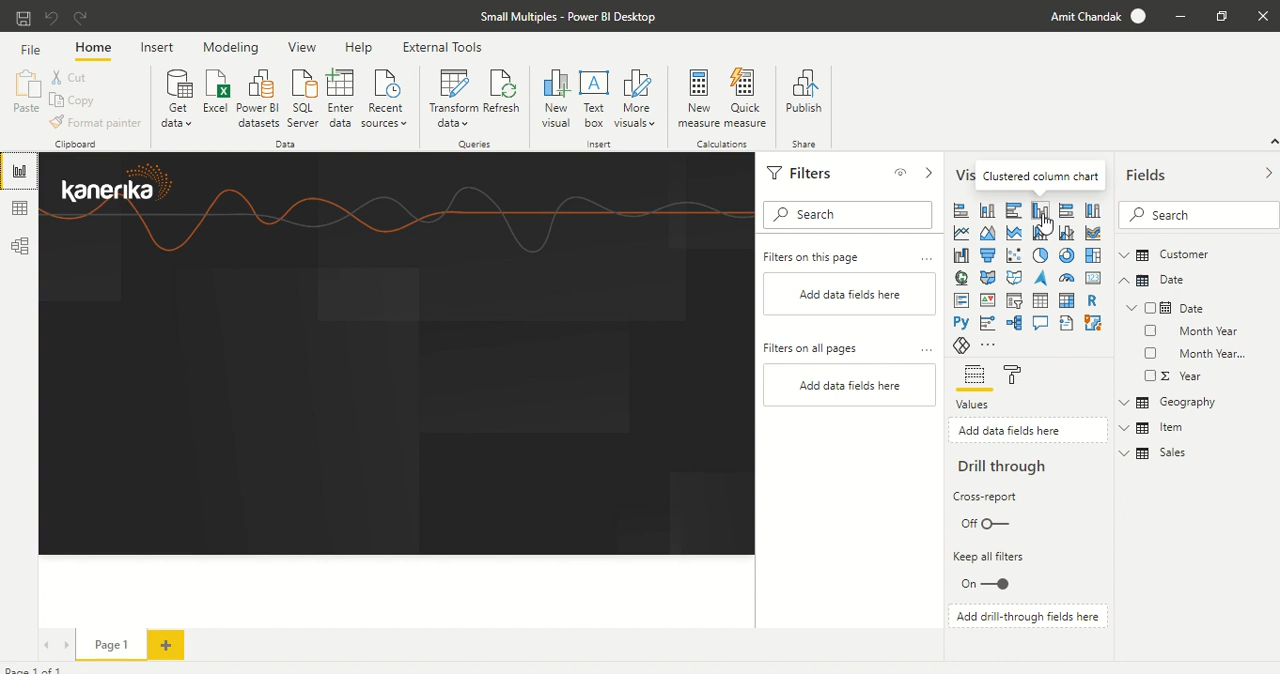 Small Multiples - Power BI Desktop
Amit Chandak
File
Home
Insert
Modeling
View
Help
External Tools
Paste
Cut
Copy
Format painter
Clipboard
Get
data
Excel
Power BI
datasets
SQL
Server
Enter
data
Recent
sources
Data
Transform
data
Refresh
Queries
New
visual
Text
box
More
visuals
Insert
New
measure
Quick
measure
Calculations
Publish
Share
kanerika
Filters
Search
Filters on this page
...
Add data fields here
Filters on all pages
...
Add data fields here
Vis
Clustered column chart
123
R
Py
...
Values
Add data fields here
Drill through
Cross-report
Off
Keep all filters
On
Add drill-through fields here
Fields
Search
Customer
Date
Date
Month Year
Month Year...
Σ Year
Geography
Item
Sales
Page 1
+
Page 1 of 1